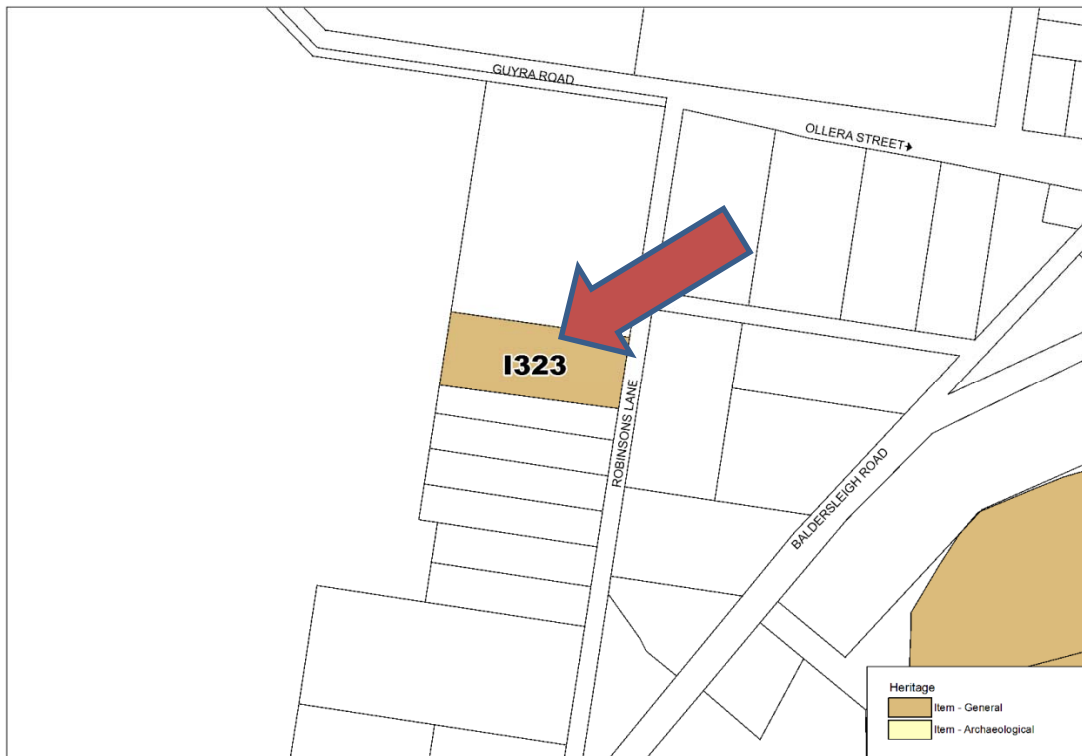 GUYRA ROAD
OLLERA STREET
I323
ROBINSONS LANE
BALDERSLEIGH ROAD
Heritage
Item - General
Item - Archaeological